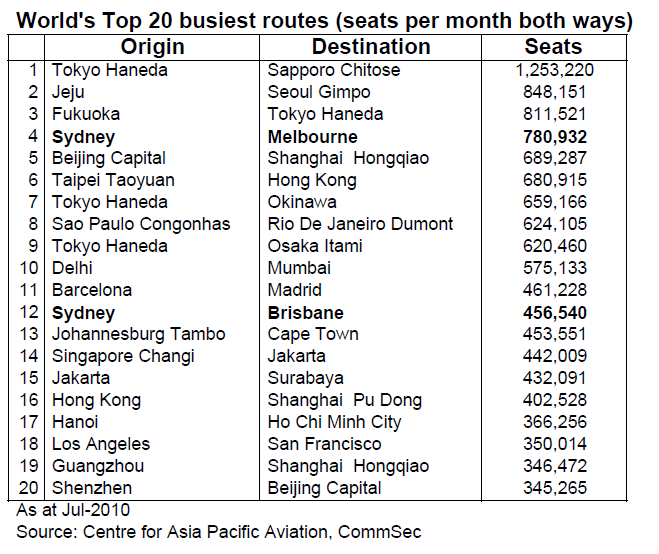 World's Top 20 busiest routes (seats per month both ways)
Origin Destination Seats
1 Tokyo Haneda Sapporo Chitose 1,253,220
2 Jeju Seoul Gimpo 848,151
3 Fukuoka Tokyo Haneda 811,521
4 Sydney Melbourne 780,932
5 Beijing Capital Shanghai Hongqiao 689,287
6 Taipei Taoyuan Hong Kong 680,915
7 Tokyo Haneda Okinawa 659,166
8 Sao Paulo Congonhas Rio De Janeiro Dumont 624,105
9 Tokyo Haneda Osaka Itami 620,460
10 Delhi Mumbai 575,133
11 Barcelona Madrid 461,228
12 Sydney Brisbane 456,540
13 Johannesburg Tambo Cape Town 453,551
14 Singapore Changi Jakarta 442,009
15 Jakarta Surabaya 432,091
16 Hong Kong Shanghai Pu Dong 402,528
17 Hanoi Ho Chi Minh City 366,256
18 Los Angeles San Francisco 350,014
19 Guangzhou Shanghai Hongqiao 346,472
20 Shenzhen Beijing Capital 345,265
As at Jul-2010
Source: Centre for Asia Pacific Aviation, CommSec